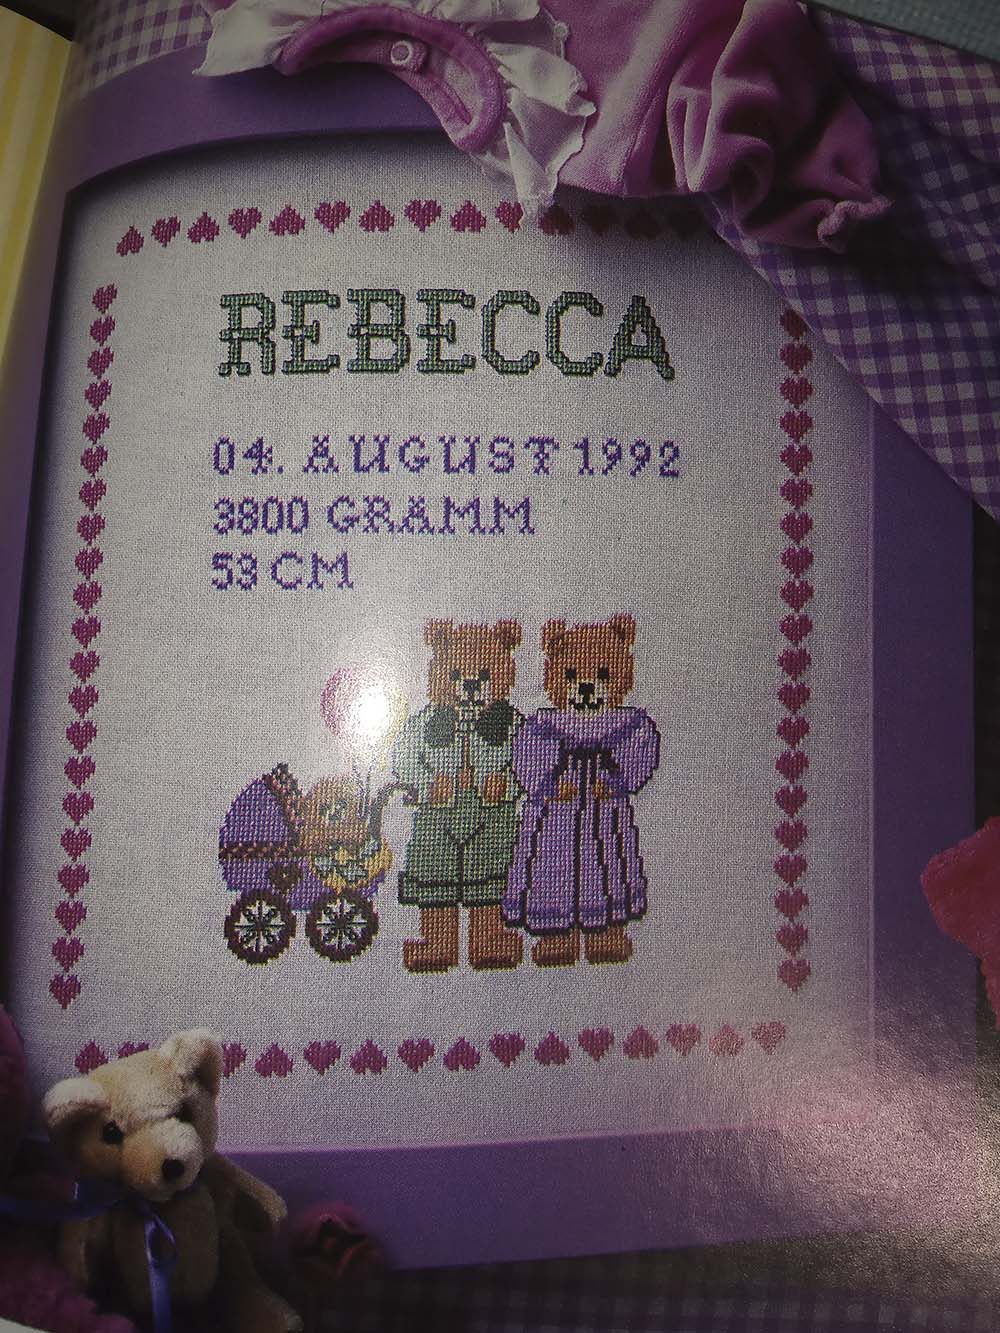 REBECCA
04. AUGUST 1992
3800 GRAMM
53 CM